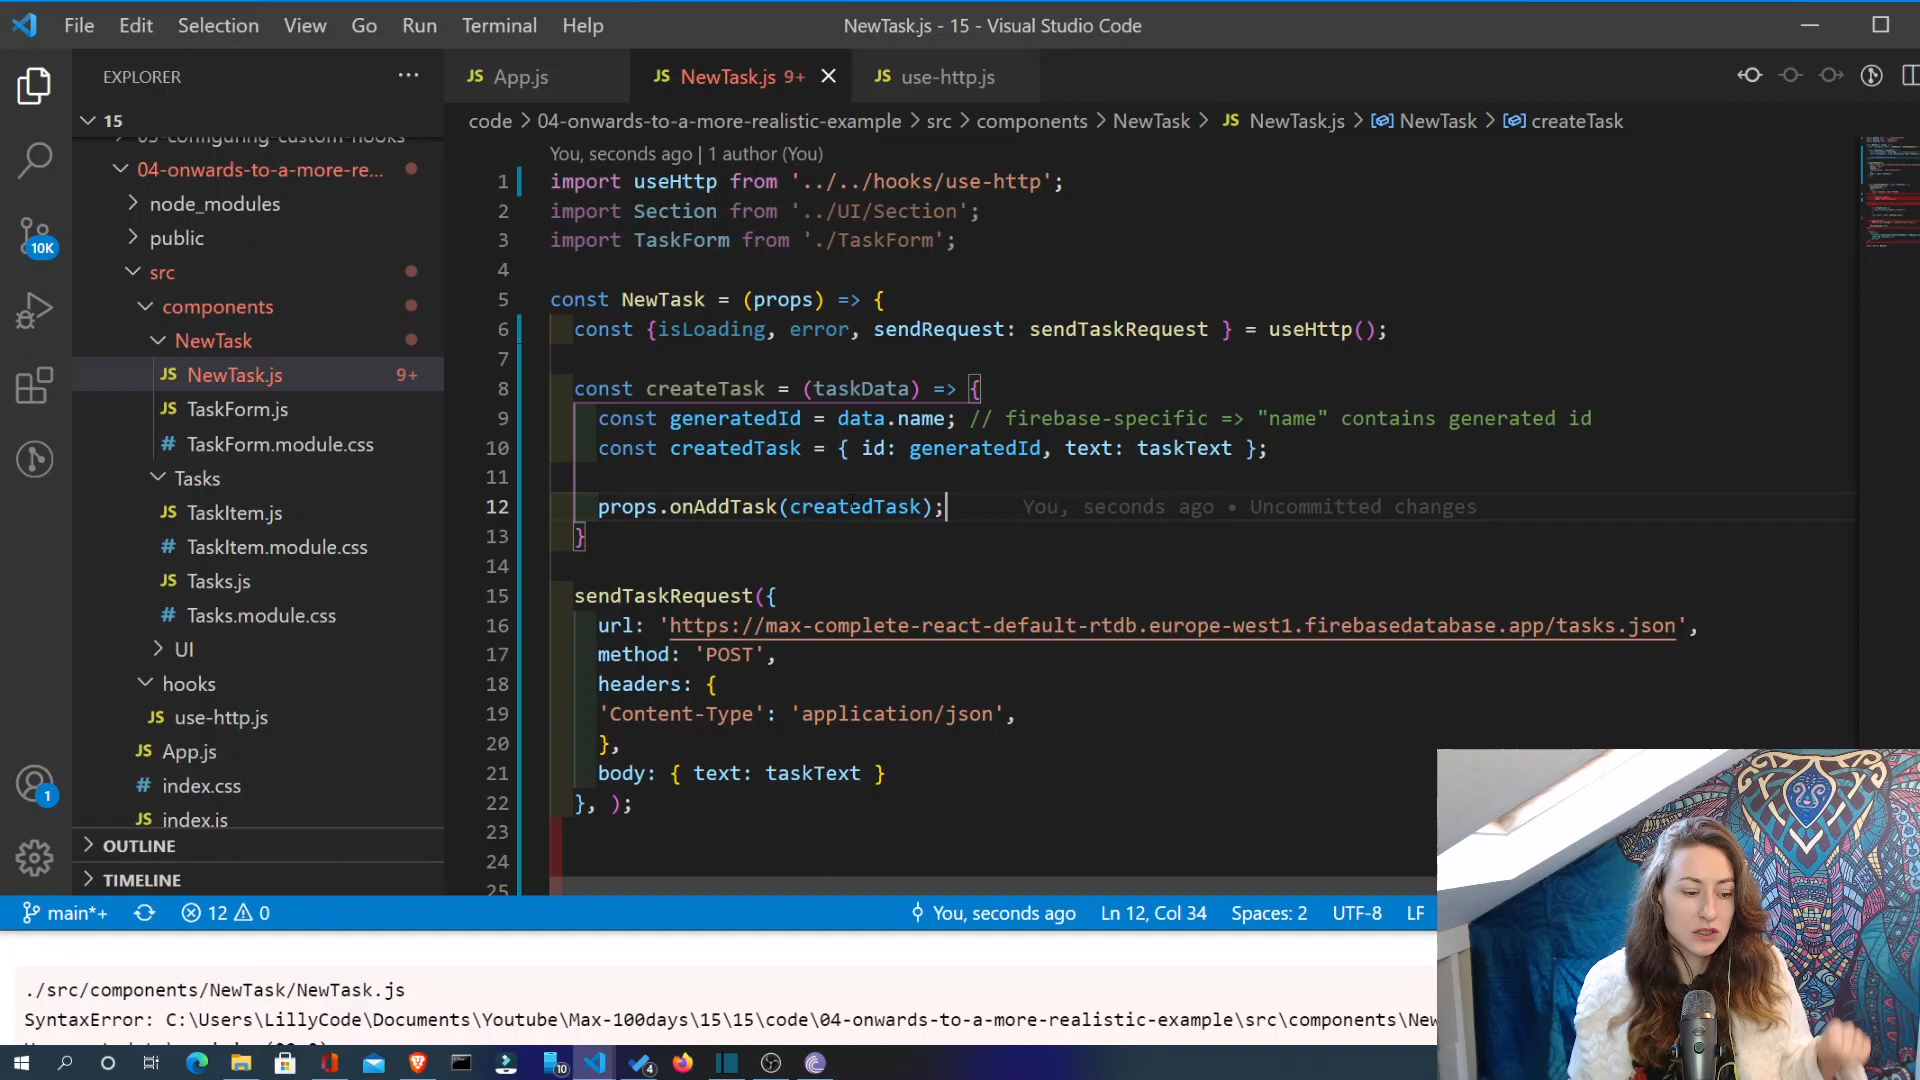 File Edit Selection View Go Run Terminal Help
NewTask.js - 15 - Visual Studio Code
EXPLORER
JS App.js
JS NewTask.js 9+
JS use-http.js
15
code > 04-onwards-to-a-more-realistic-example > src > components > NewTask > JS NewTask.js > NewTask > createTask
03-configuring-custom-hooks
04-onwards-to-a-more-re...
node_modules
public
src
components
NewTask
JS NewTask.js 9+
JS TaskForm.js
# TaskForm.module.css
Tasks
JS TaskItem.js
# TaskItem.module.css
JS Tasks.js
# Tasks.module.css
UI
hooks
JS use-http.js
JS App.js
# index.css
JS index.js
OUTLINE
TIMELINE
10K
1
You, seconds ago | 1 author (You)
1 import useHttp from '../../hooks/use-http';
2 import Section from '../UI/Section';
3 import TaskForm from './TaskForm';
4
5 const NewTask = (props) => {
6 const {isLoading, error, sendRequest: sendTaskRequest } = useHttp();
7
8 const createTask = (taskData) => {
9 const generatedId = data.name; // firebase-specific => "name" contains generated id
10 const createdTask = { id: generatedId, text: taskText };
11
12 props.onAddTask(createdTask); You, seconds ago • Uncommitted changes
13 }
14
15 sendTaskRequest({
16 url: 'https://max-complete-react-default-rtdb.europe-west1.firebasedatabase.app/tasks.json',
17 method: 'POST',
18 headers: {
19 'Content-Type': 'application/json',
20 },
21 body: { text: taskText }
22 }, );
23
24
25
main*+ 12 0 You, seconds ago Ln 12, Col 34 Spaces: 2 UTF-8 LF
./src/components/NewTask/NewTask.js
SyntaxError: C:\Users\LillyCode\Documents\Youtube\Max-100days\15\15\code\04-onwards-to-a-more-realistic-example\src\components\New
10
4